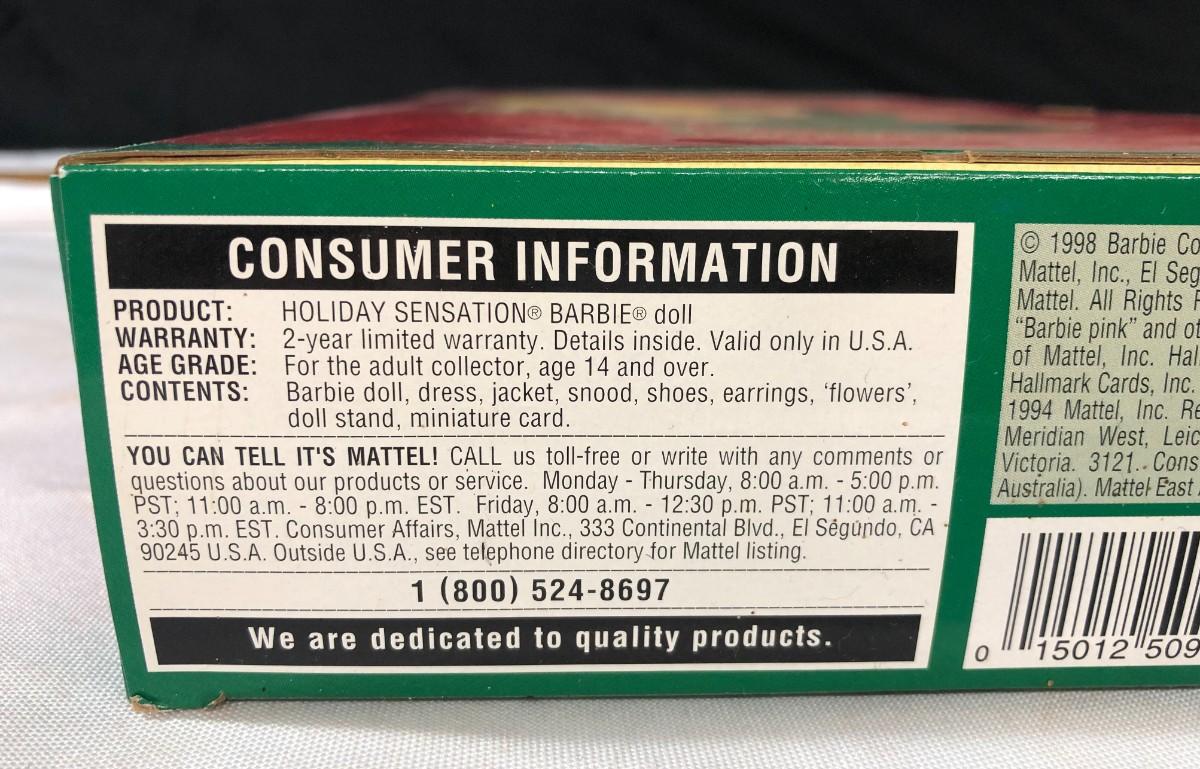 CONSUMER INFORMATION
PRODUCT: HOLIDAY SENSATION® BARBIE® doll
WARRANTY: 2-year limited warranty. Details inside. Valid only in U.S.A.
AGE GRADE: For the adult collector, age 14 and over.
CONTENTS: Barbie doll, dress, jacket, snood, shoes, earrings, ‘flowers’,
doll stand, miniature card.
YOU CAN TELL IT'S MATTEL! CALL us toll-free or write with any comments or
questions about our products or service. Monday - Thursday, 8:00 a.m. - 5:00 p.m.
PST; 11:00 a.m. - 8:00 p.m. EST. Friday, 8:00 a.m. - 12:30 p.m. PST; 11:00 a.m. -
3:30 p.m. EST. Consumer Affairs, Mattel Inc., 333 Continental Blvd., El Segundo, CA
90245 U.S.A. Outside U.S.A., see telephone directory for Mattel listing.
1 (800) 524-8697
We are dedicated to quality products.
© 1998 Barbie
Mattel, Inc., El
Mattel. All Rights
“Barbie pink” and
of Mattel, Inc.
Hallmark Cards, Inc.
1994 Mattel, Inc.
Meridian West,
Victoria. 3121.
Australia). Mattel East
0 15012 509